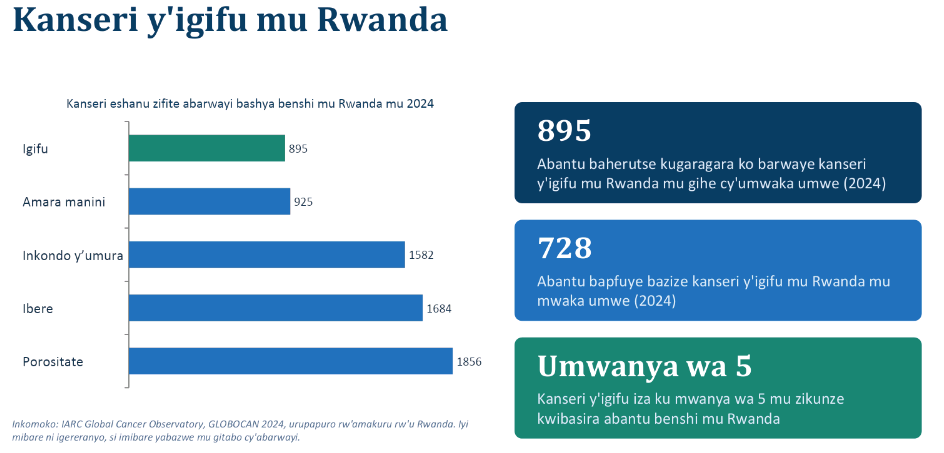 Kanseri y'igifu mu Rwanda
Kanseri eshanu zifite abarwayi bashya benshi mu Rwanda mu 2024
Igifu 895
Amara manini 925
Inkondo y’umura 1582
Ibere 1684
Porositate 1856
Inkomoko: IARC Global Cancer Observatory, GLOBOCAN 2024, urupapuro rw'amakuru rw'u Rwanda. Iyi
mibare ni igereranyo, si imibare yabazwe mu gitabo cy'abarwayi.
895
Abantu baherutse kugaragara ko barwaye kanseri
y'igifu mu Rwanda mu gihe cy'umwaka umwe (2024)
728
Abantu bapfuye bazize kanseri y'igifu mu Rwanda mu
mwaka umwe (2024)
Umwanya wa 5
Kanseri y'igifu iza ku mwanya wa 5 mu zikunze
kwibasira abantu benshi mu Rwanda